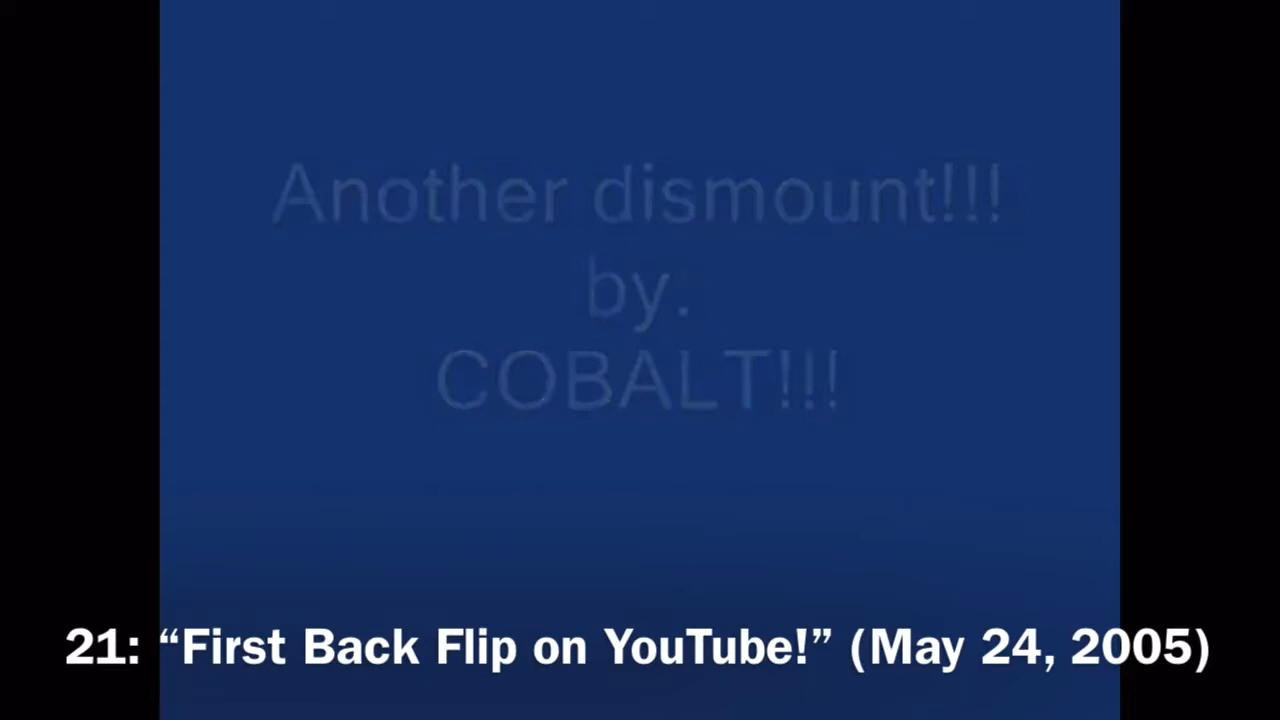 Another dismount!!!
by.
COBALT!!!
21: “First Back Flip on YouTube!” (May 24, 2005)